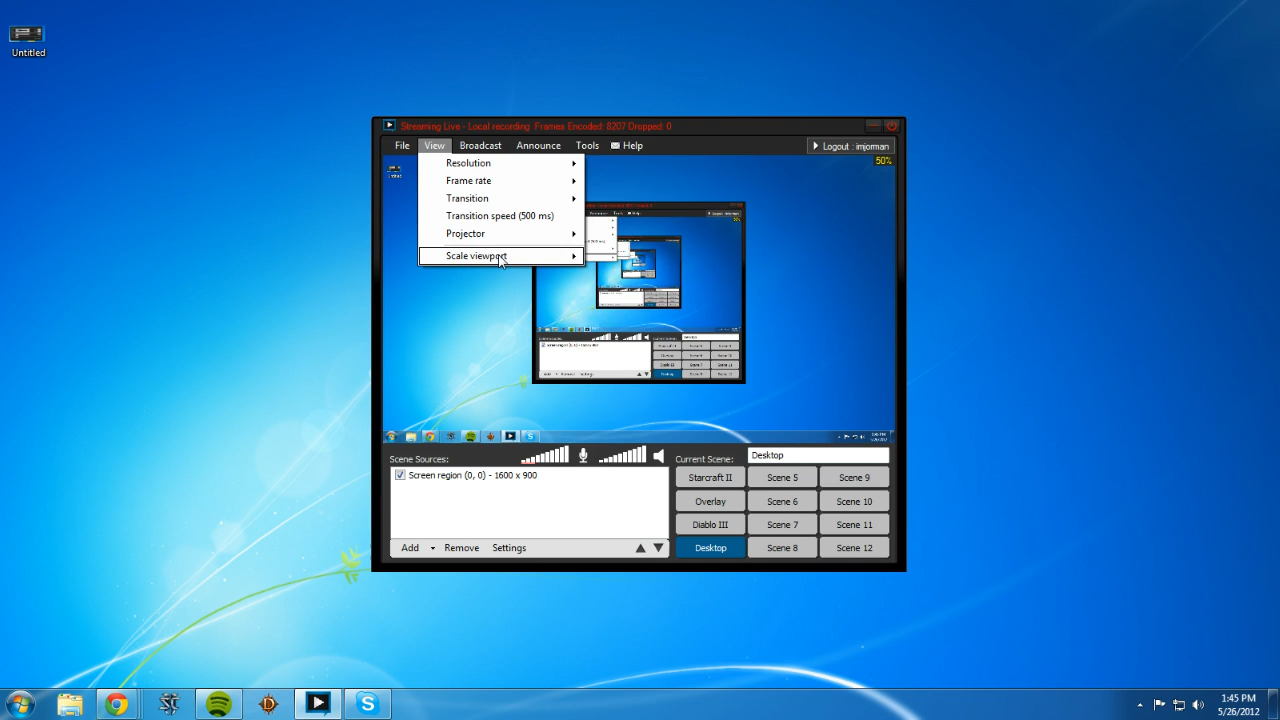 Untitled
Streaming Live - Local recording Frames Encoded: 8207 Dropped: 0
File View Broadcast Announce Tools Help Logout : imjorman
50%
Resolution
Frame rate
Transition
Transition speed (500 ms)
Projector
Scale viewport
Scene Sources:
Current Scene: Desktop
Screen region (0, 0) - 1600 x 900
Starcraft II Scene 5 Scene 9
Overlay Scene 6 Scene 10
Diablo III Scene 7 Scene 11
Desktop Scene 8 Scene 12
Add Remove Settings
1:45 PM
5/26/2012